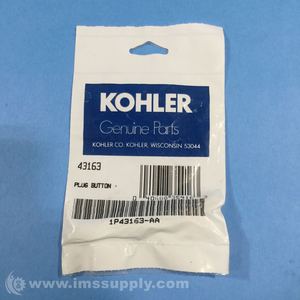 KOHLER
Genuine Parts
KOHLER CO. KOHLER, WISCONSIN 53044
43163
PLUG BUTTON
1P43163-AA
© www.imssupply.com